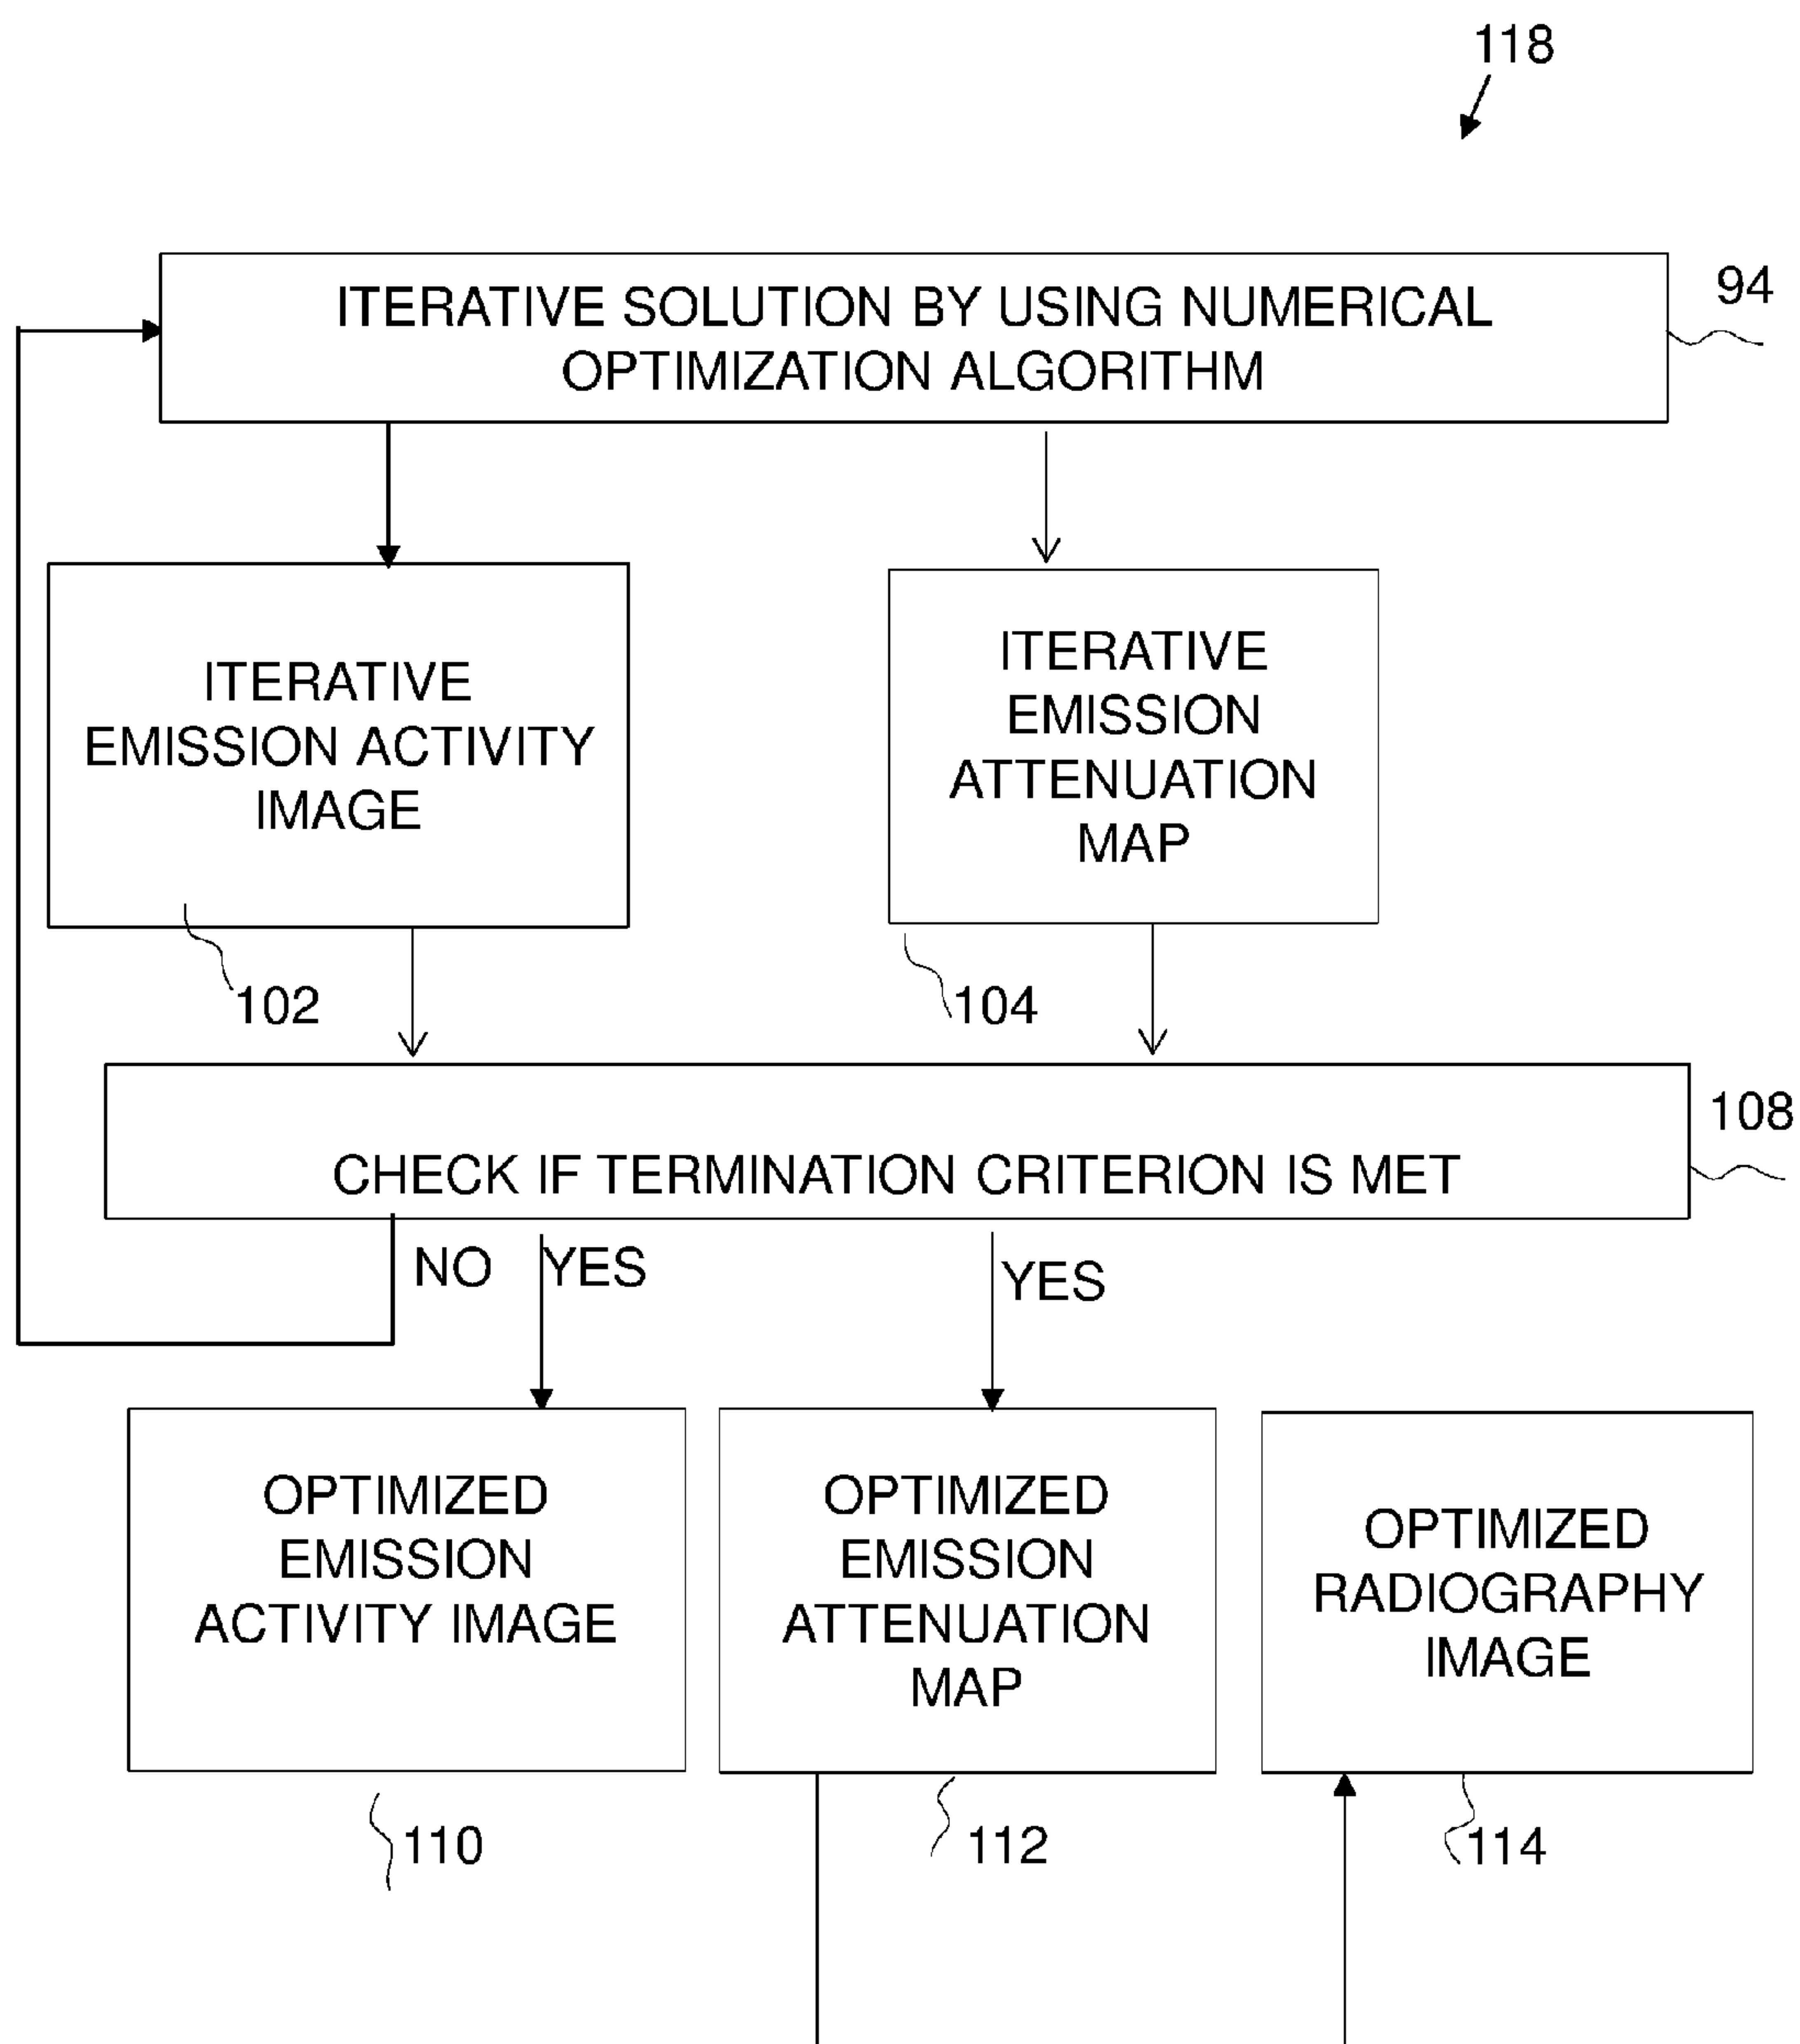 118
ITERATIVE SOLUTION BY USING NUMERICAL
OPTIMIZATION ALGORITHM
94
ITERATIVE
EMISSION ACTIVITY
IMAGE
102
ITERATIVE
EMISSION
ATTENUATION
MAP
104
CHECK IF TERMINATION CRITERION IS MET
108
NO
YES
YES
OPTIMIZED
EMISSION
ACTIVITY IMAGE
110
OPTIMIZED
EMISSION
ATTENUATION
MAP
112
OPTIMIZED
RADIOGRAPHY
IMAGE
114